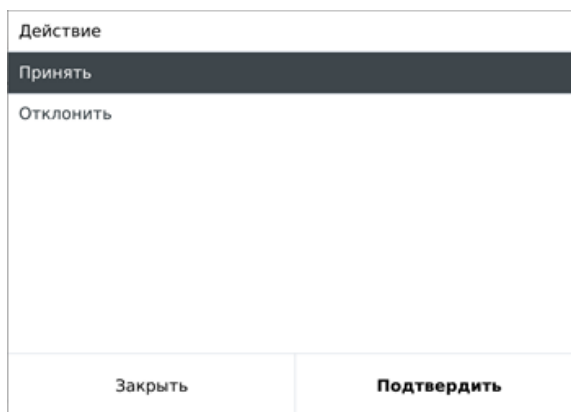 Действие
Принять
Отклонить
Закрыть
Подтвердить